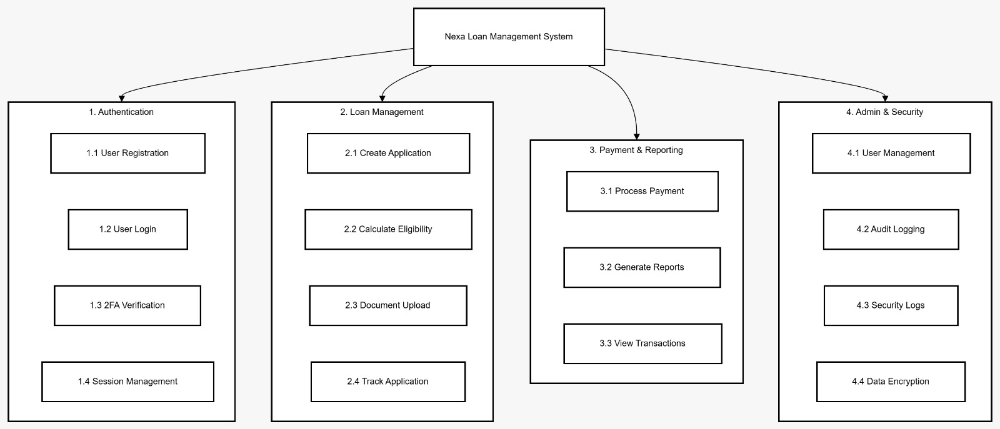 Nexa Loan Management System
1. Authentication
1.1 User Registration
1.2 User Login
1.3 2FA Verification
1.4 Session Management
2. Loan Management
2.1 Create Application
2.2 Calculate Eligibility
2.3 Document Upload
2.4 Track Application
3. Payment & Reporting
3.1 Process Payment
3.2 Generate Reports
3.3 View Transactions
4. Admin & Security
4.1 User Management
4.2 Audit Logging
4.3 Security Logs
4.4 Data Encryption